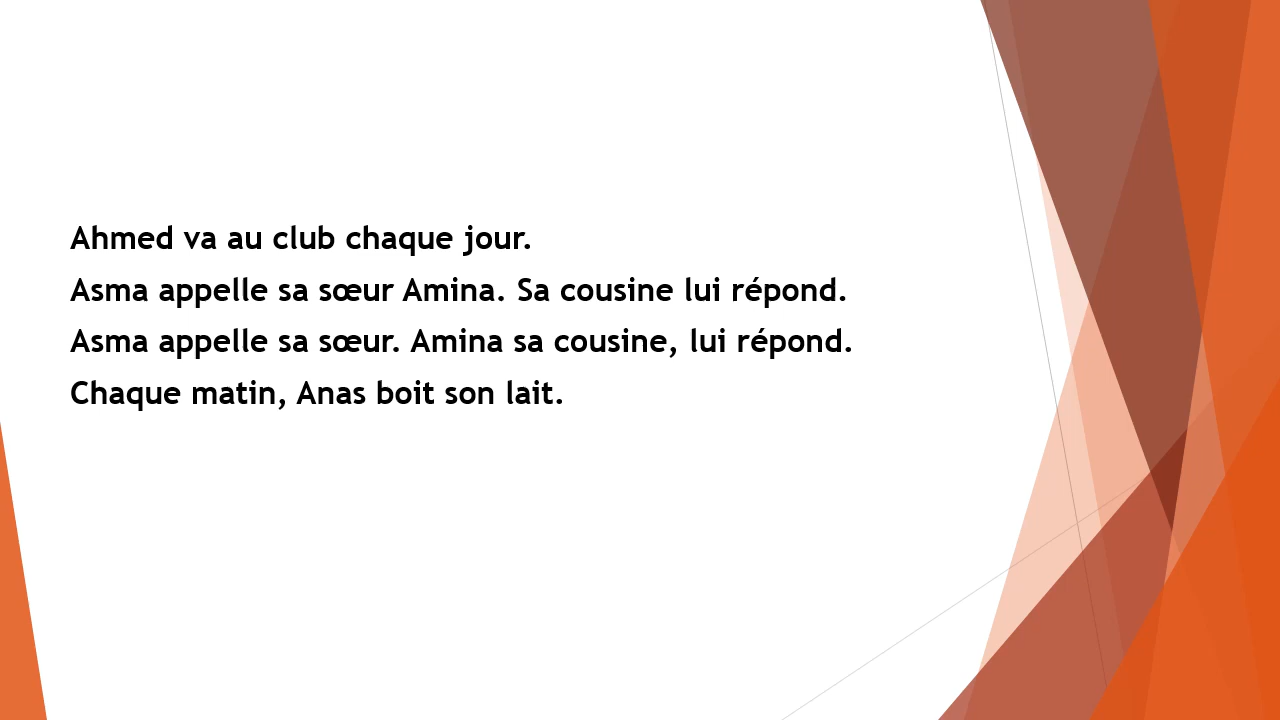 Ahmed va au club chaque jour.
Asma appelle sa sœur Amina. Sa cousine lui répond.
Asma appelle sa sœur. Amina sa cousine, lui répond.
Chaque matin, Anas boit son lait.